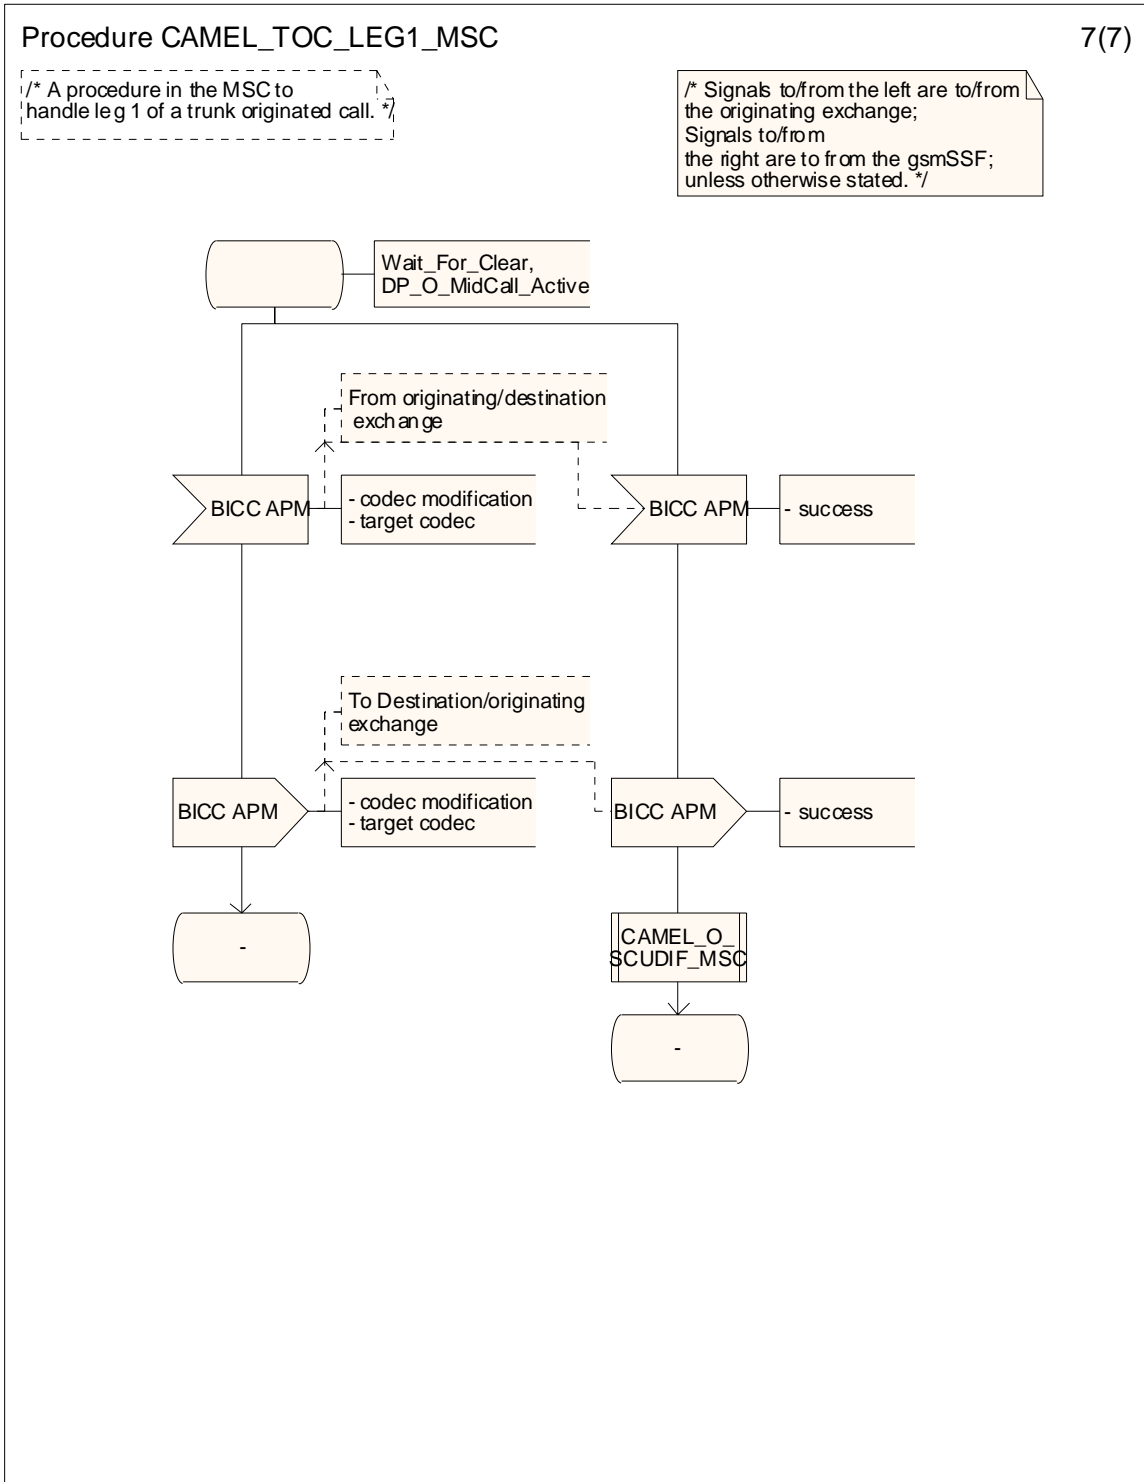 Procedure CAMEL_TOC_LEG1_MSC
7(7)
/* A procedure in the MSC to
handle leg 1 of a trunk originated call. */
/* Signals to/from the left are to/from
the originating exchange;
Signals to/from
the right are to from the gsmSSF;
unless otherwise stated. */
Wait_For_Clear,
DP_O_MidCall_Active
From originating/destination
exchange
BICC APM
- codec modification
- target codec
BICC APM
- success
To Destination/originating
exchange
BICC APM
- codec modification
- target codec
BICC APM
- success
-
CAMEL_O_
SCUDIF_MSC
-